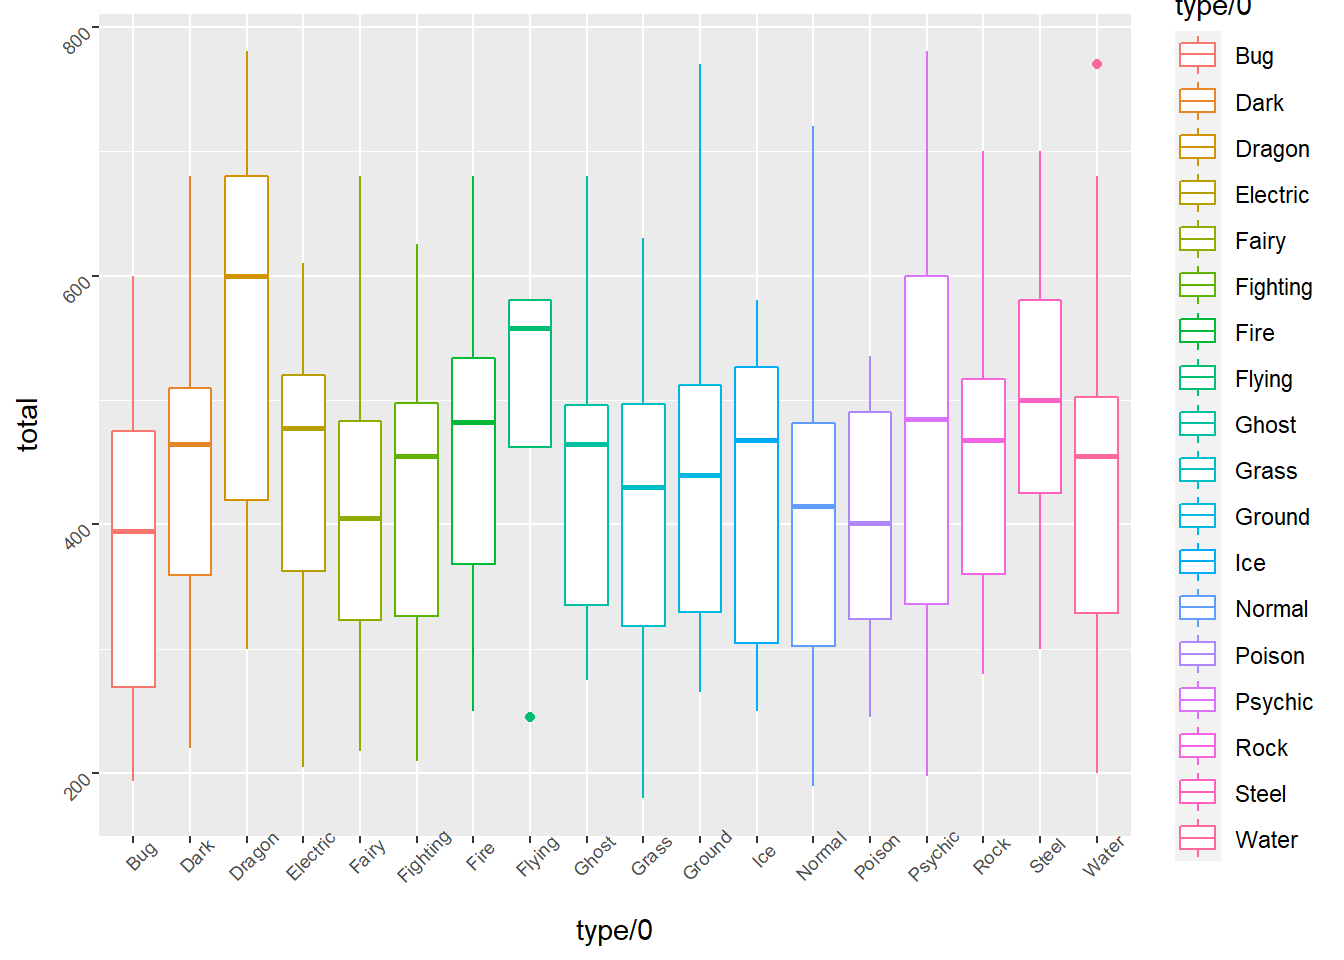 type/0
800
600
400
200
total
Bug
Dark
Dragon
Electric
Fairy
Fighting
Fire
Flying
Ghost
Grass
Ground
Ice
Normal
Poison
Psychic
Rock
Steel
Water
type/0
Bug
Dark
Dragon
Electric
Fairy
Fighting
Fire
Flying
Ghost
Grass
Ground
Ice
Normal
Poison
Psychic
Rock
Steel
Water